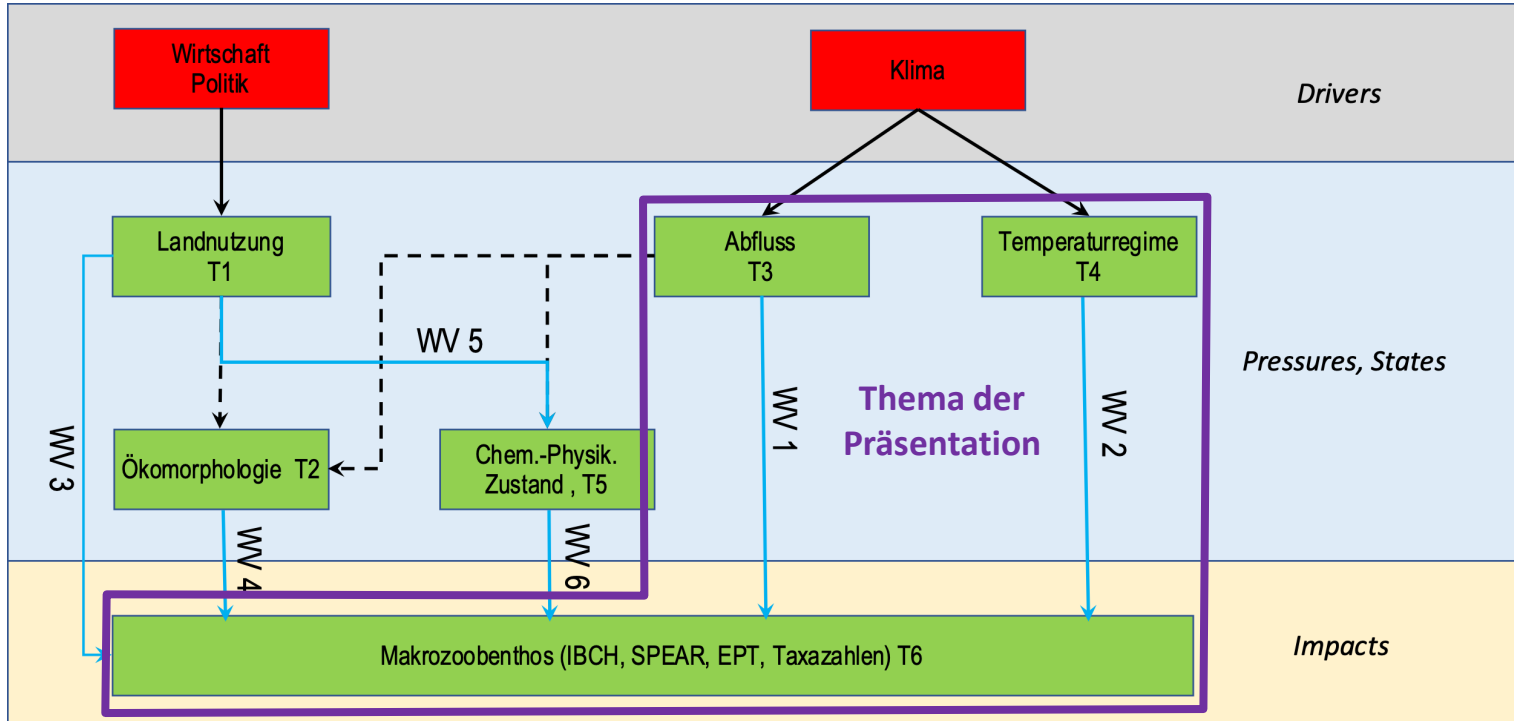 Wirtschaft
Politik
Klima
Drivers
Landnutzung
T1
Abfluss
T3
Temperaturregime
T4
WV 5
Pressures, States
Thema der
Präsentation
WV 1
WV 2
WV 3
Ökomorphologie T2
Chem.-Physik.
Zustand , T5
WV 4
WV 6
Makrozoobenthos (IBCH, SPEAR, EPT, Taxazahlen) T6
Impacts